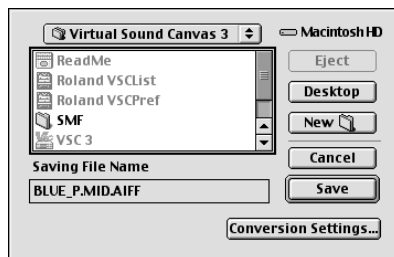 Virtual Sound Canvas 3
Macintosh HD
ReadMe
Roland VSCList
Roland VSCPref
SMF
VSC 3
Eject
Desktop
New
Cancel
Save
Saving File Name
BLUE_P.MID.AIFF
Conversion Settings...